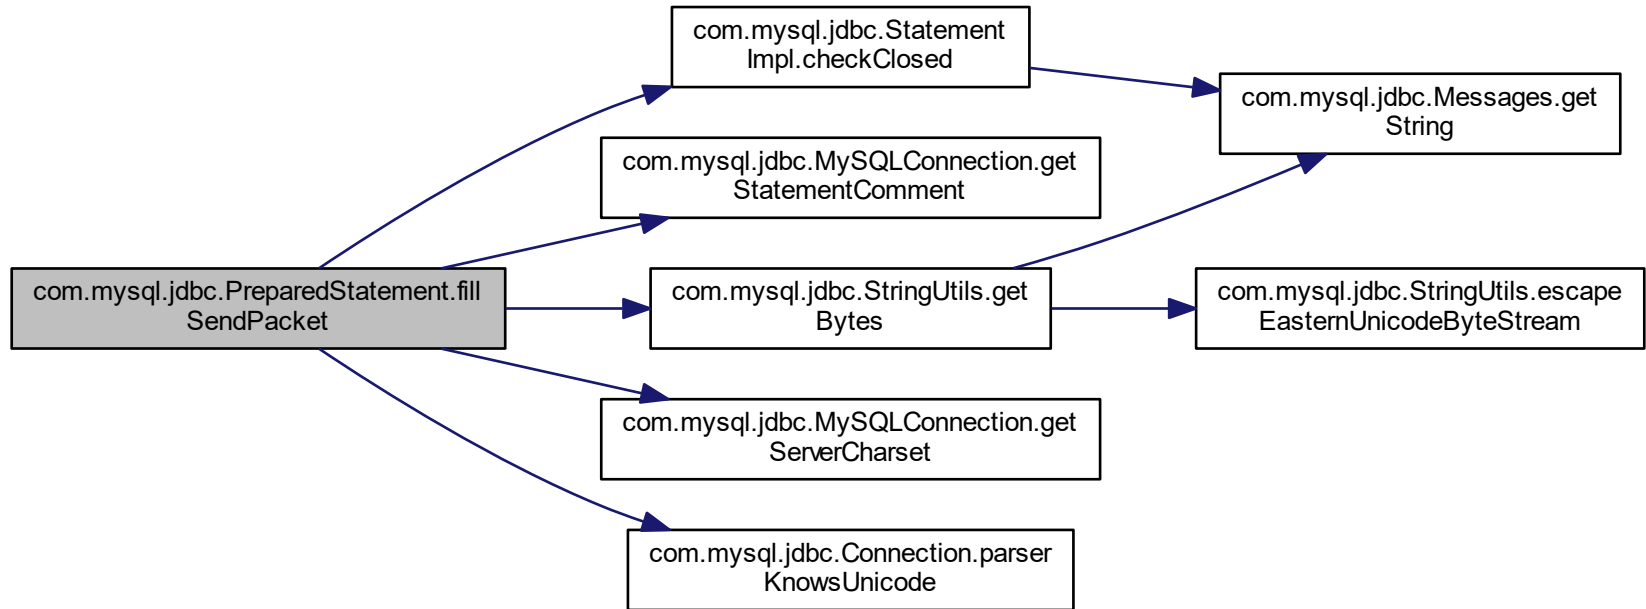 com.mysql.jdbc.Statement
Impl.checkClosed
com.mysql.jdbc.Messages.get
String
com.mysql.jdbc.MySQLConnection.get
StatementComment
com.mysql.jdbc.PreparedStatement.fill
SendPacket
com.mysql.jdbc.StringUtils.get
Bytes
com.mysql.jdbc.StringUtils.escape
EasternUnicodeByteStream
com.mysql.jdbc.MySQLConnection.get
ServerCharset
com.mysql.jdbc.Connection.parser
KnowsUnicode